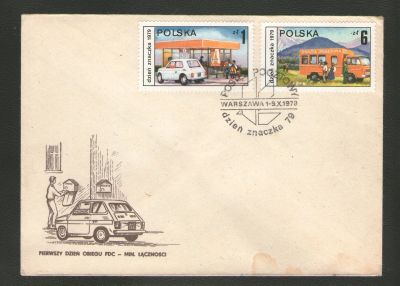 POLSKA zł 1
dzień znaczka 1979
POLSKA zł 6
dzień znaczka 1979
WARSZAWA 1-9.X.1979
dzień znaczka 79
PIERWSZY DZIEŃ OBIEGU FDC – MIN. ŁĄCZNOŚCI